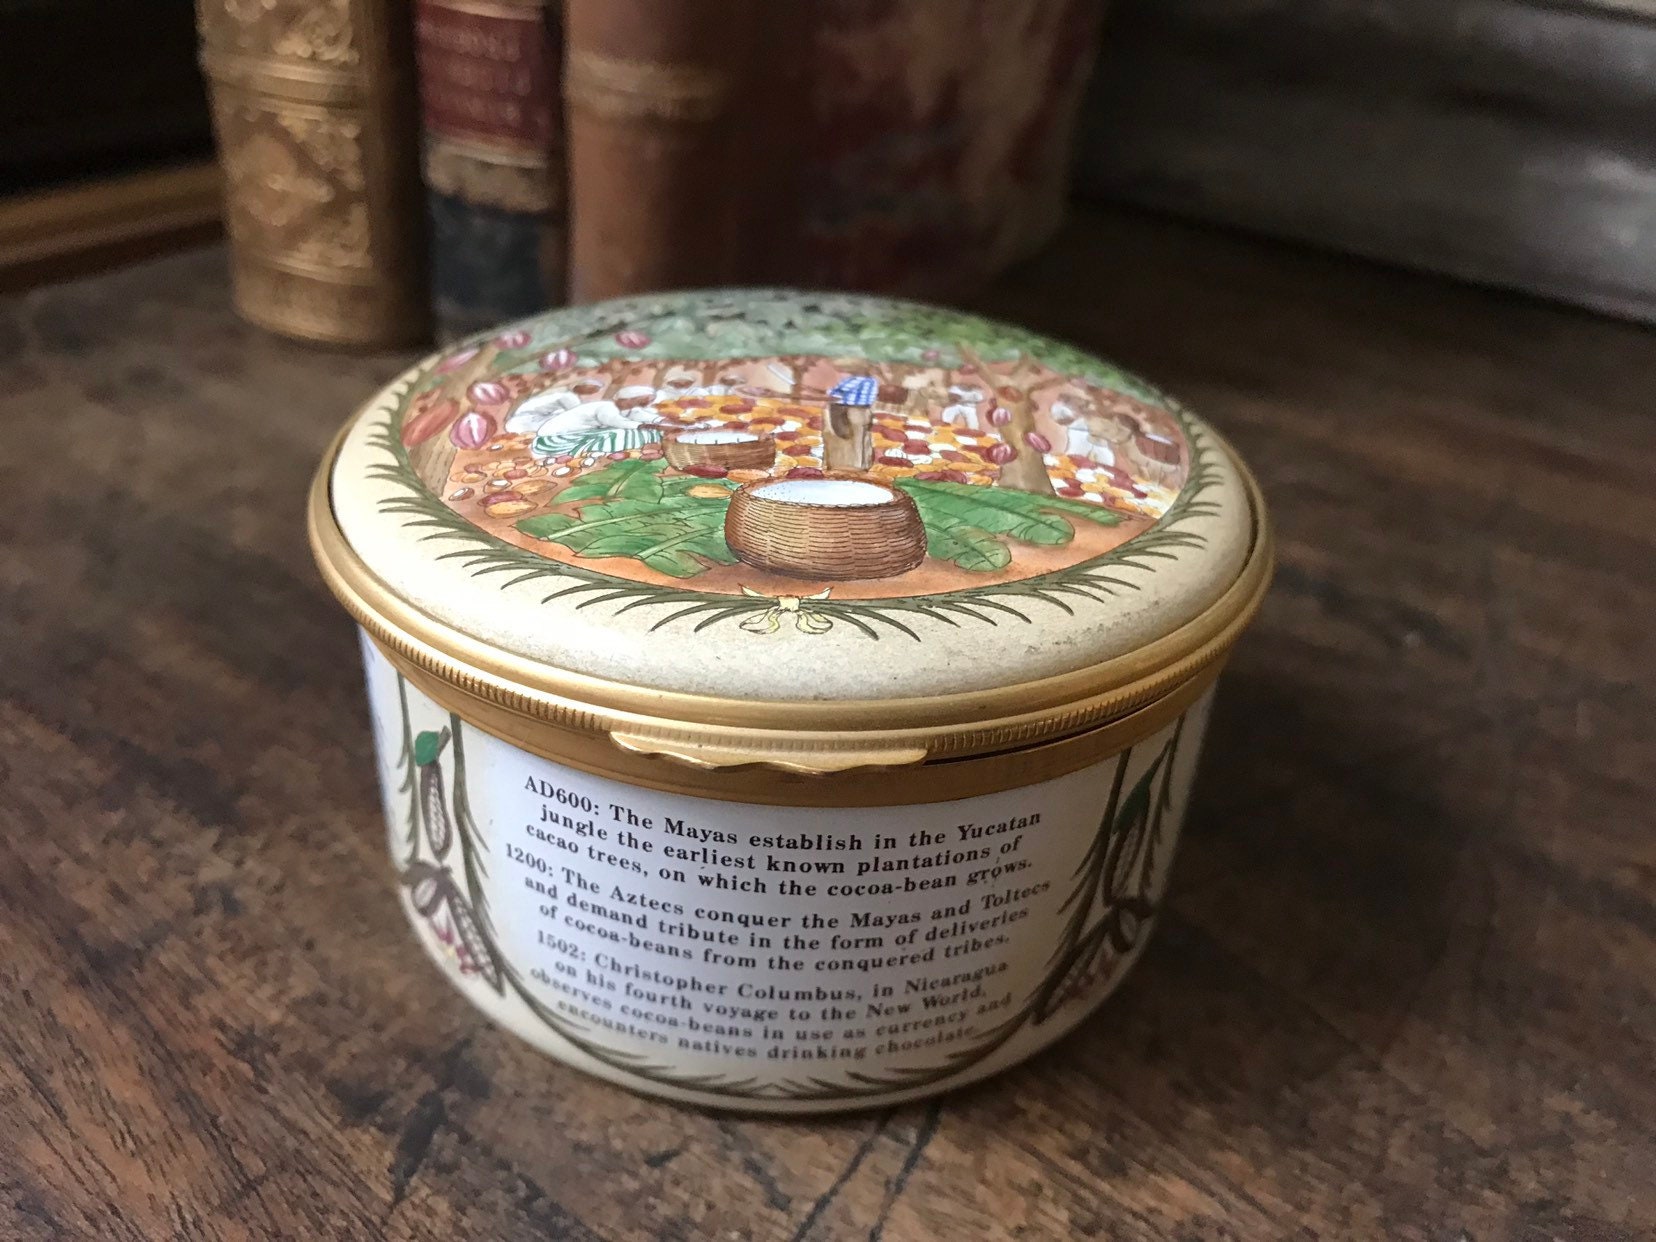 AD600: The Mayas establish in the Yucatan
jungle the earliest known plantations of
cacao trees, on which the cocoa-bean grows.
1200: The Aztecs conquer the Mayas and Toltecs
and demand tribute in the form of deliveries
of cocoa-beans from the conquered tribes.
1502: Christopher Columbus, in Nicaragua
on his fourth voyage to the New World,
observes cocoa-beans in use as currency and
encounters natives drinking chocolate.